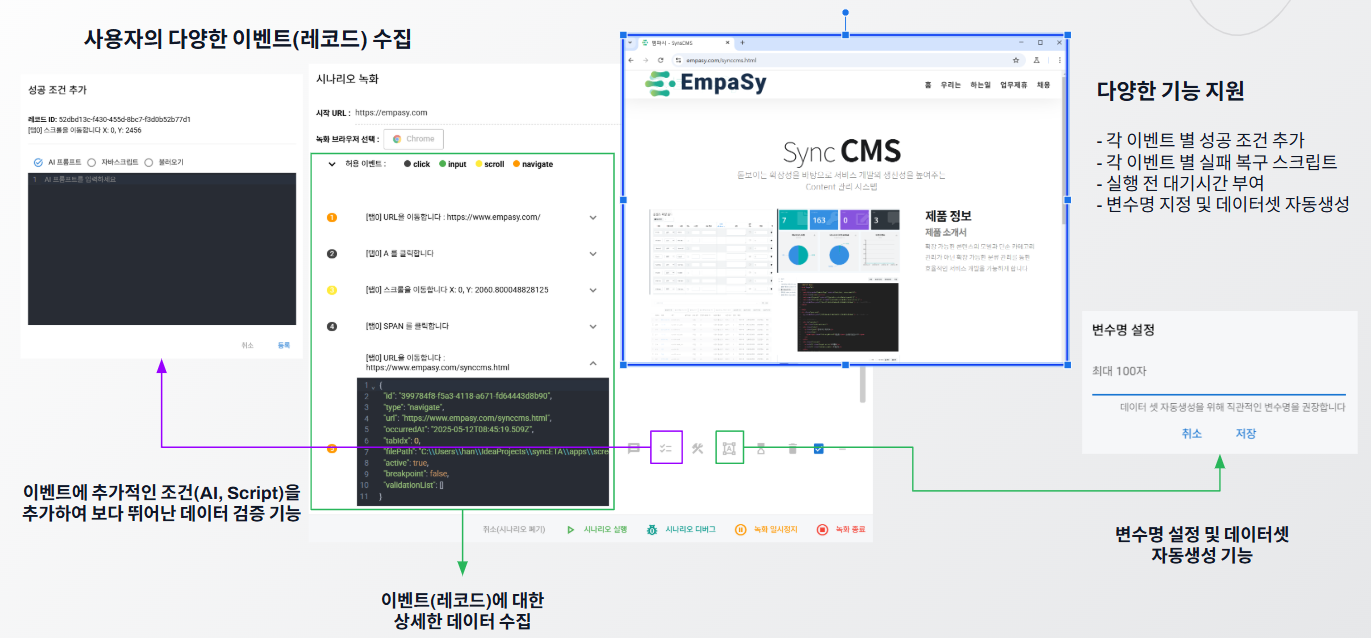 사용자의 다양한 이벤트(레코드) 수집
성공 조건 추가
레코드 ID: 52dbd13c-f430-455d-8bc7-f3d0b52b77d1
[탭0] 스크롤을 이동합니다 X: 0, Y: 2456
AI 프롬프트 자바스크립트 불러오기
1 AI 프롬프트를 입력하세요
취소 등록
이벤트에 추가적인 조건(AI, Script)을
추가하여 보다 뛰어난 데이터 검증 기능
시나리오 녹화
시작 URL : https://empasy.com
녹화 브라우저 선택 : Chrome
허용 이벤트 : click input scroll navigate
1 [탭0] URL을 이동합니다 : https://www.empasy.com/
2 [탭0] A 를 클릭합니다
3 [탭0] 스크롤을 이동합니다 X: 0, Y: 2060.800048828125
4 [탭0] SPAN 를 클릭합니다
[탭0] URL을 이동합니다 :
https://www.empasy.com/synccms.html
5
1 {
2 "id": "399784f8-f5a3-4118-a671-fd64443d8b90",
3 "type": "navigate",
4 "url": "https://www.empasy.com/synccms.html",
5 "occurredAt": "2025-05-12T08:45:19.509Z",
6 "tabIdx": 0,
7 "filePath": "C:\\Users\\han\\IdeaProjects\\syncETA\\apps\\scre
8 "active": true,
9 "breakpoint": false,
10 "validationList": []
11 }
취소(시나리오 폐기) 시나리오 실행 시나리오 디버그 녹화 일시정지 녹화 종료
이벤트(레코드)에 대한
상세한 데이터 수집
엠파시 - SyncCMS
empasy.com/synccms.html
EmpaSy
홈 우리는 하는일 업무제휴 채용
Sync CMS
돋보이는 확장성을 바탕으로 서비스 개발의 생산성을 높여주는
Content 관리 시스템
7 163 0 3
제품 정보
제품 소개서
다양한 기능 지원
- 각 이벤트 별 성공 조건 추가
- 각 이벤트 별 실패 복구 스크립트
- 실행 전 대기시간 부여
- 변수명 지정 및 데이터셋 자동생성
변수명 설정
최대 100자
데이터 셋 자동생성을 위해 직관적인 변수명을 권장합니다
취소 저장
변수명 설정 및 데이터셋
자동생성 기능